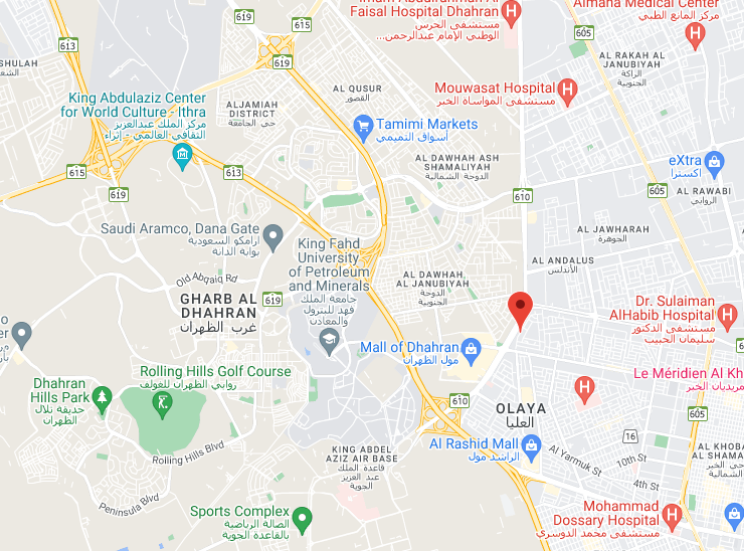 Imam Abdulrahman Al
Faisal Hospital Dhahran
مستشفى الحرس
الوطني الإمام عبدالرحمن...
Almana Medical Center
مركز المانع الطبي
605
613
619
615
619
AL RAKAH AL
JANUBIYAH
الراكة
الجنوبية
SHULAH
King Abdulaziz Center
for World Culture - Ithra
مركز الملك عبدالعزيز
الثقافي العالمي - إثراء
ALJAMIAH
DISTRICT
حي الجامعة
AL QUSUR
القصور
Mouwasat Hospital
مستشفى المواساة الخبر
Tamimi Markets
أسواق التميمي
AL DAWHAH ASH
SHAMALIYAH
الدوحة الشمالية
eXtra
اكسترا
615
613
619
610
605
AL RAWABI
الروابي
Saudi Aramco, Dana Gate
ارامكو السعودية
بوابة الدانة
King Fahd
University
of Petroleum
and Minerals
جامعة الملك
فهد للبترول
والمعادن
AL JAWHARAH
الجوهرة
AL ANDALUS
الأندلس
Old Abqaiq Rd
GHARB AL
DHAHRAN
غرب الظهران
619
AL DAWHAH
AL JANUBIYAH
الدوحة
الجنوبية
Dr. Sulaiman
AlHabib Hospital
مستشفى الدكتور
سليمان الحبيب
Mall of Dhahran
مول الظهران
Rolling Hills Golf Course
روابي الظهران للغولف
Dhahran
Hills Park
حديقة تلال
الظهران
Le Méridien Al Kh
ميريديان الخبر
610
OLAYA
العليا
605
Al Rashid Mall
الراشد مول
16
Al Yarmuk St
10th St
4th St
AL KHOBA
AL SHAMA
الشمالية
Rolling Hills Blvd
KING ABDEL
AZIZ AIR BASE
قاعدة الملك
عبد العزيز
الجوية
Peninsula Blvd
Sports Complex
الصالة الرياضية
بالقاعدة الجوية
Mohammad
Dossary Hospital
مستشفى محمد الدوسري